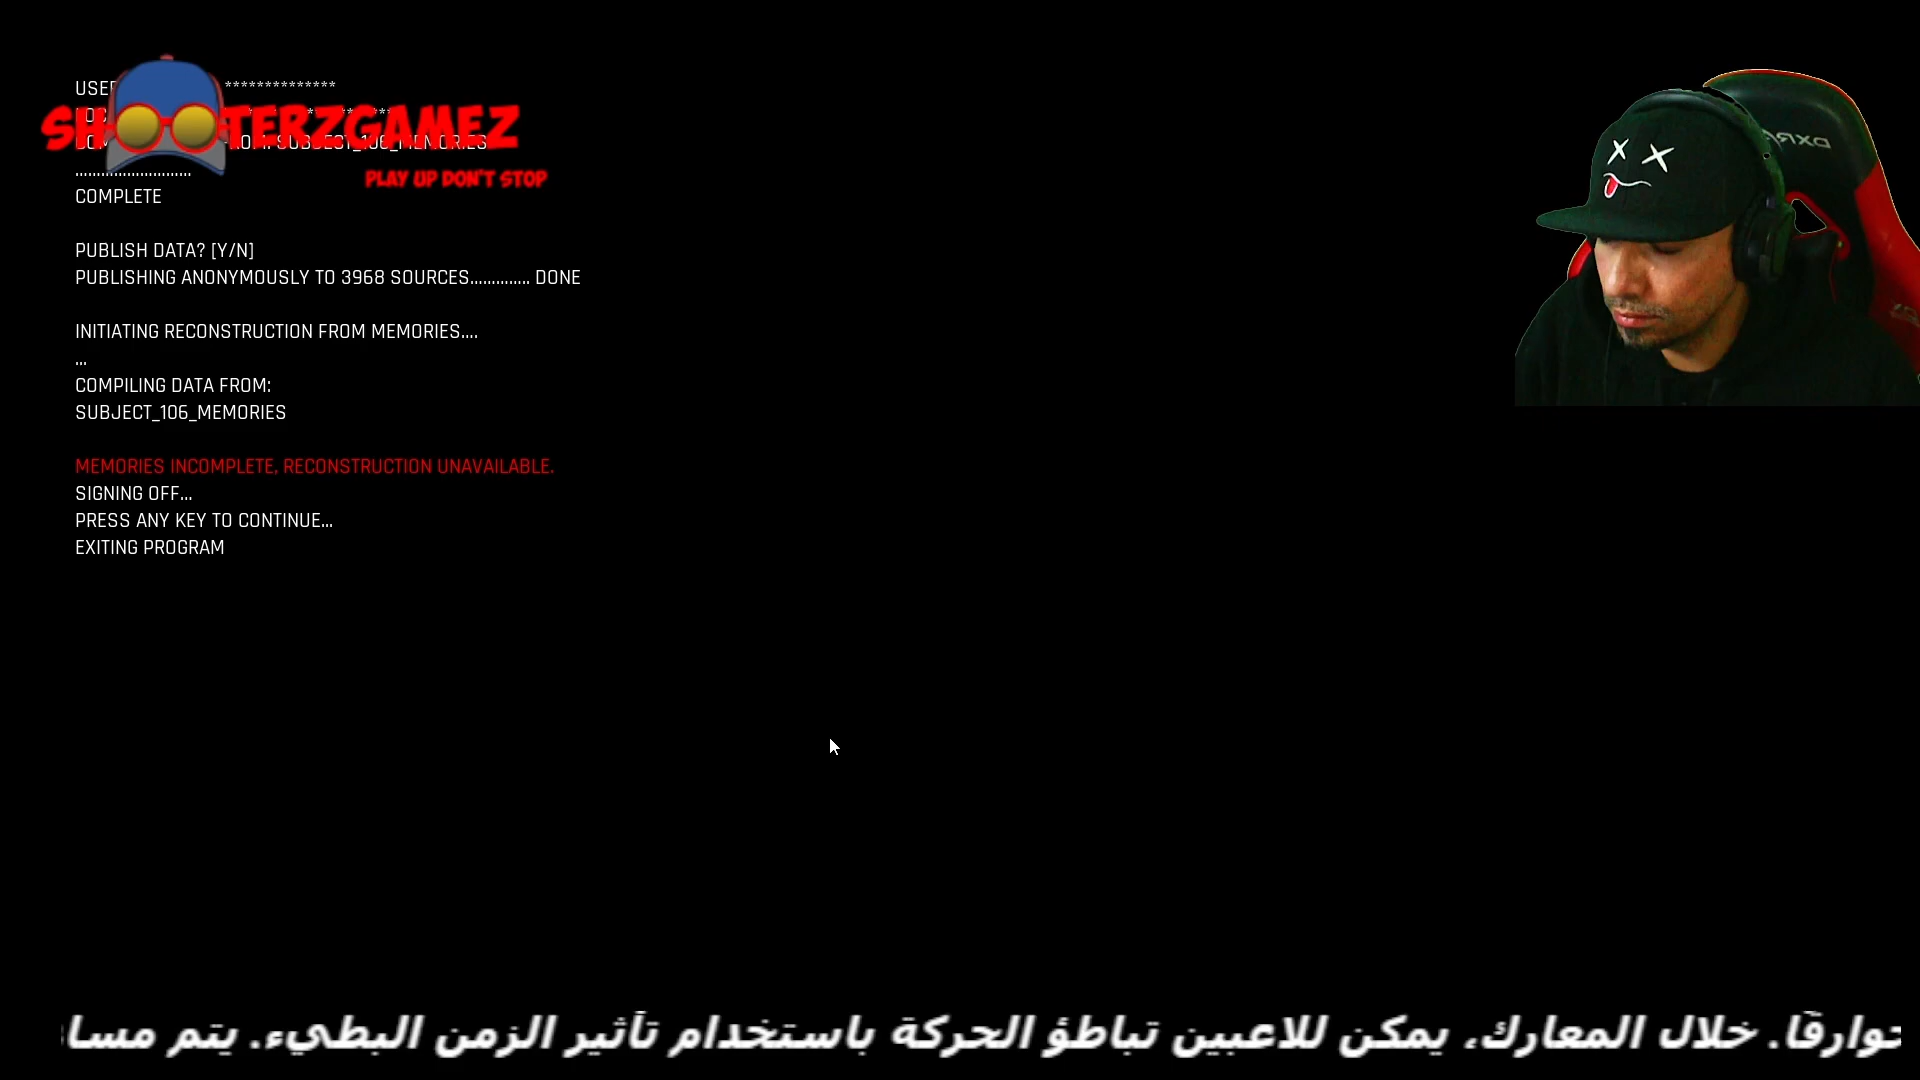 **************
SHOOTERZGAMEZ
PLAY UP DON'T STOP
SUBJECT_106_MEMORIES
..........................
COMPLETE
PUBLISH DATA? [Y/N]
PUBLISHING ANONYMOUSLY TO 3968 SOURCES.............. DONE
INITIATING RECONSTRUCTION FROM MEMORIES....
...
COMPILING DATA FROM:
SUBJECT_106_MEMORIES
MEMORIES INCOMPLETE, RECONSTRUCTION UNAVAILABLE.
SIGNING OFF...
PRESS ANY KEY TO CONTINUE...
EXITING PROGRAM
خلال المعارك، يمكن للاعبين تباطؤ الحركة باستخدام تأثير الزمن البطيء. يتم